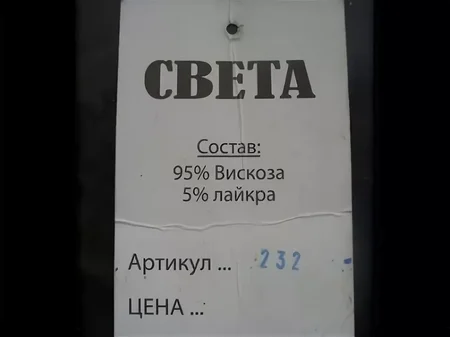 СВЕТА
Состав:
95% Вискоза
5% лайкра
Артикул ... 232
ЦЕНА ...